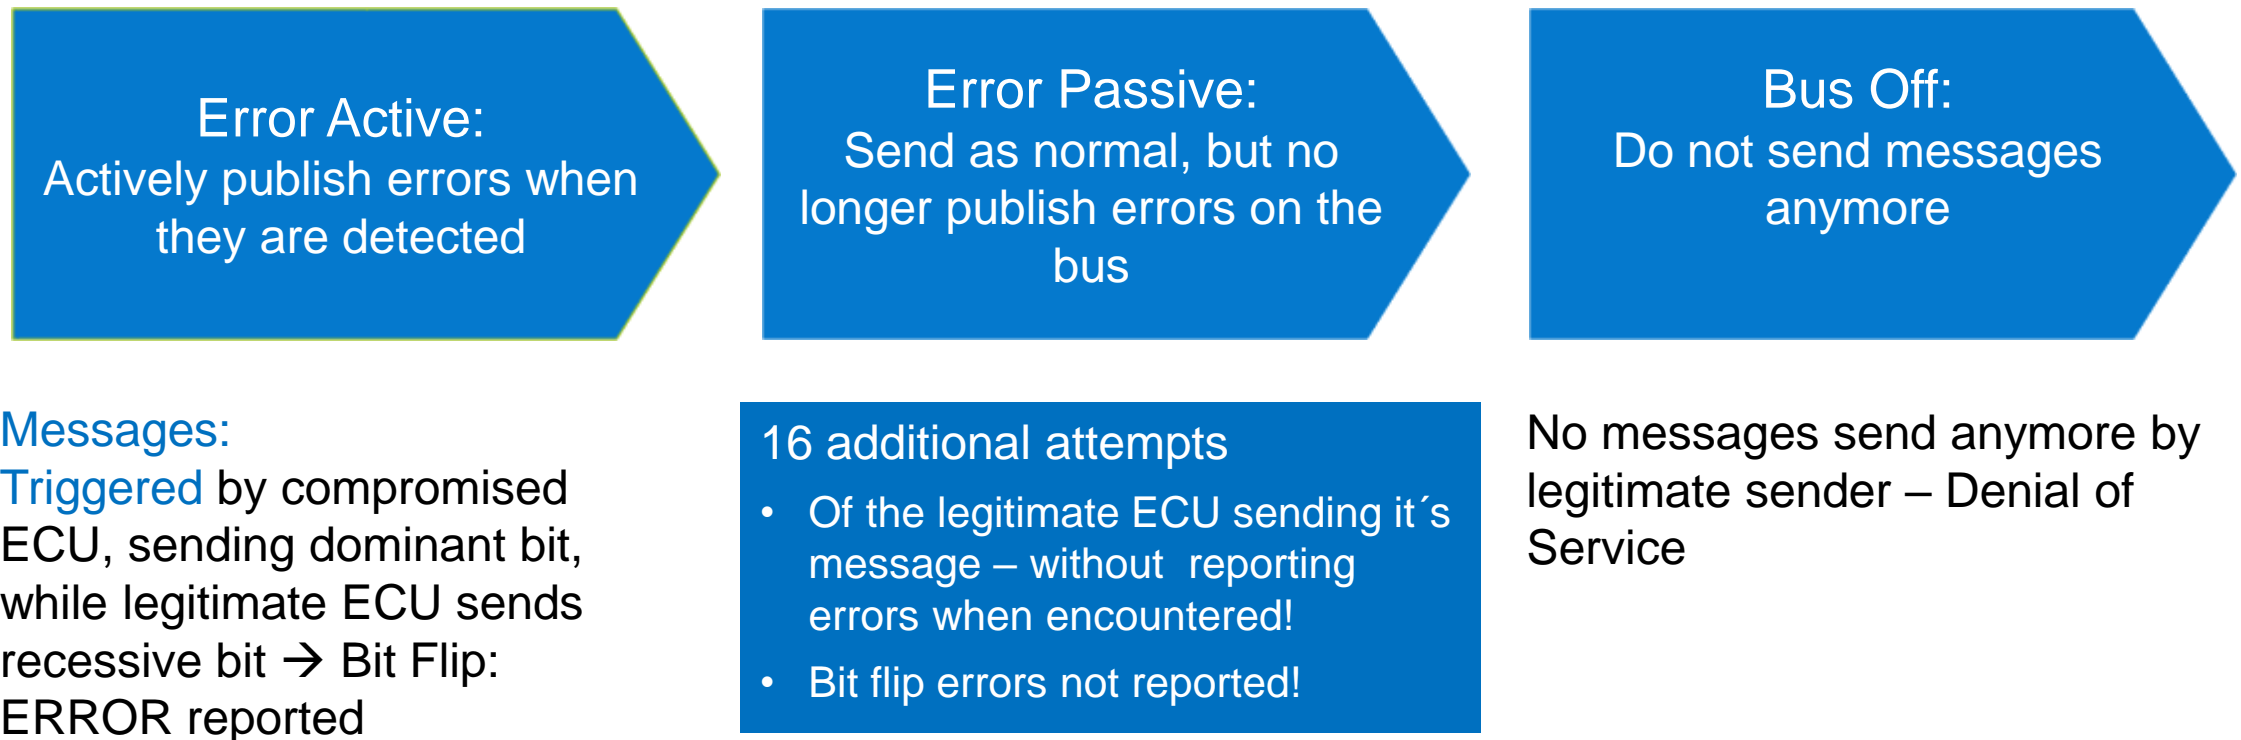 Error Active:
Actively publish errors when
they are detected
Error Passive:
Send as normal, but no
longer publish errors on the
bus
Bus Off:
Do not send messages
anymore
Messages:
Triggered by compromised
ECU, sending dominant bit,
while legitimate ECU sends
recessive bit → Bit Flip:
ERROR reported
16 additional attempts
• Of the legitimate ECU sending it´s
message – without reporting
errors when encountered!
• Bit flip errors not reported!
No messages send anymore by
legitimate sender – Denial of
Service